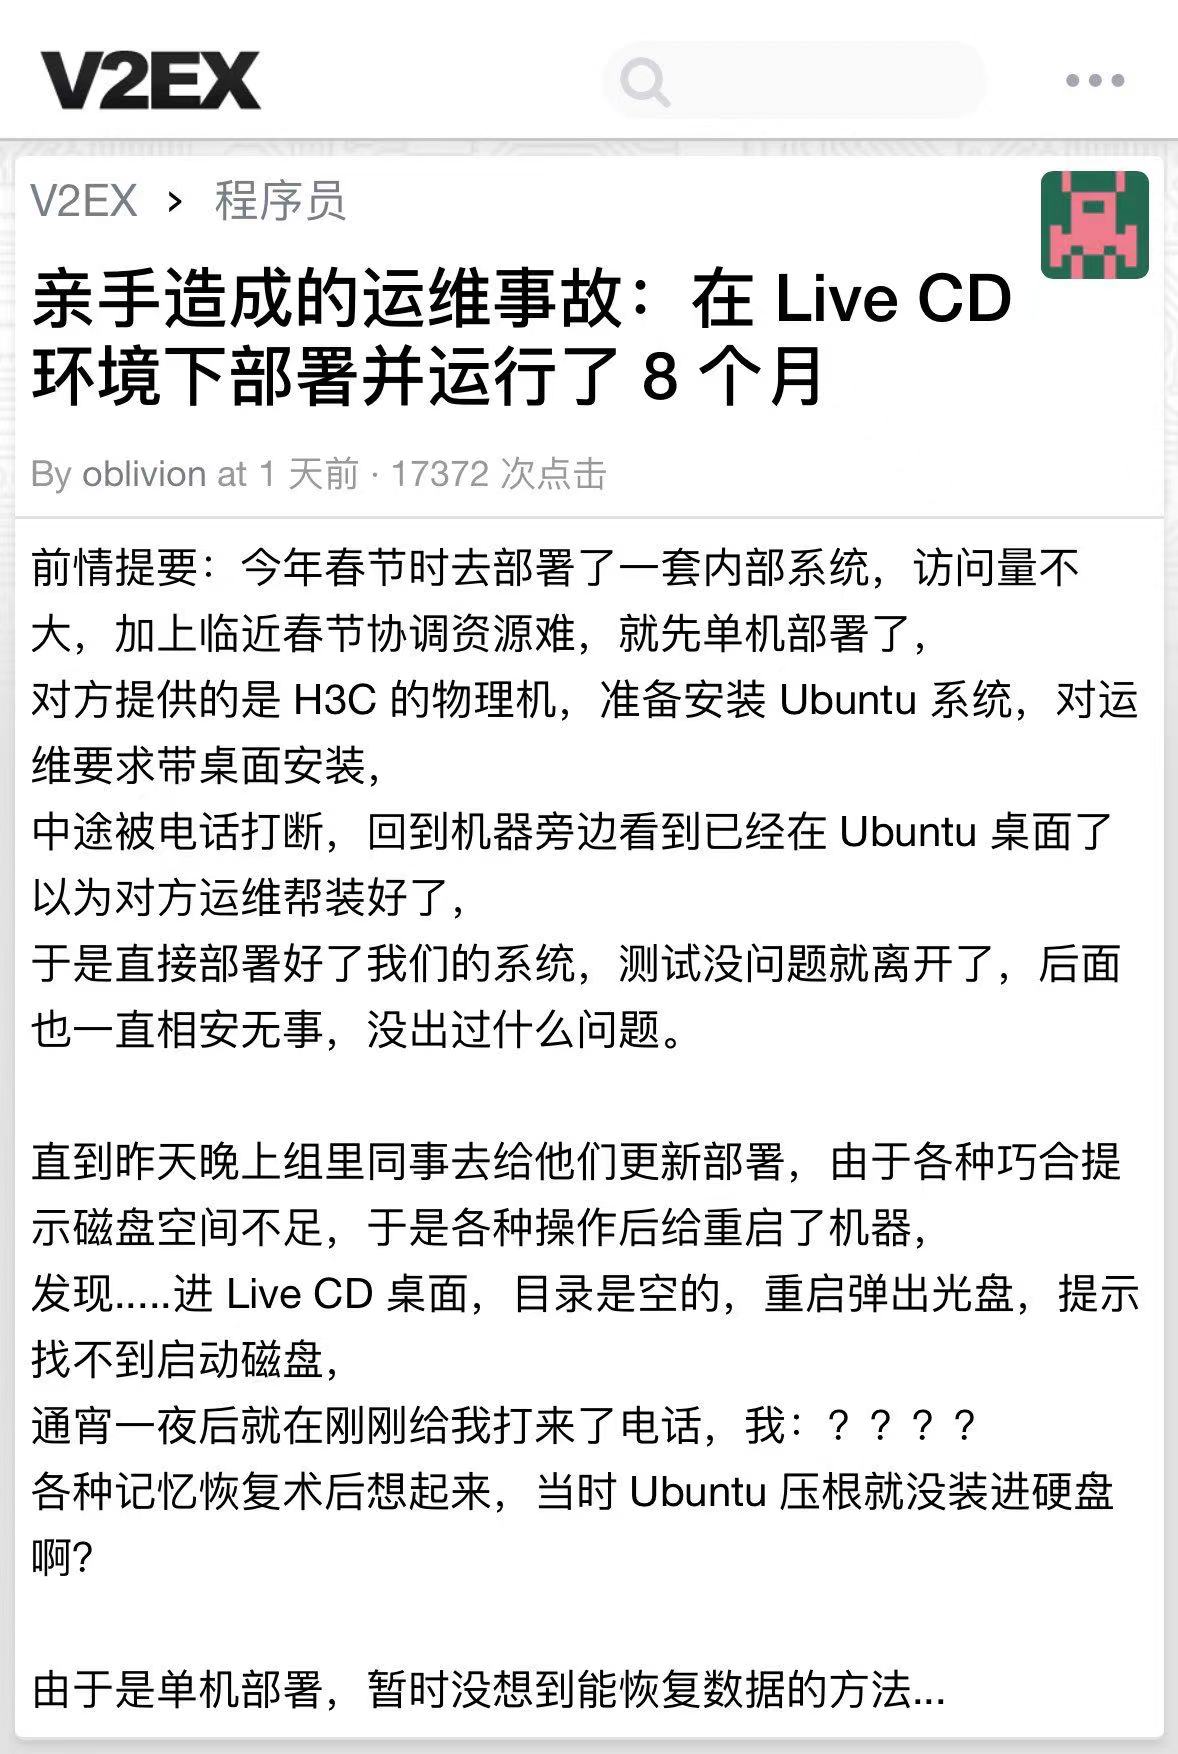 V2EX
V2EX › 程序员
亲手造成的运维事故：在 Live CD
环境下部署并运行了 8 个月
By oblivion at 1 天前 · 17372 次点击
前情提要：今年春节时去部署了一套内部系统，访问量不
大，加上临近春节协调资源难，就先单机部署了，
对方提供的是 H3C 的物理机，准备安装 Ubuntu 系统，对运
维要求带桌面安装，
中途被电话打断，回到机器旁边看到已经在 Ubuntu 桌面了
以为对方运维帮装好了，
于是直接部署好了我们的系统，测试没问题就离开了，后面
也一直相安无事，没出过什么问题。
直到昨天晚上组里同事去给他们更新部署，由于各种巧合提
示磁盘空间不足，于是各种操作后给重启了机器，
发现.....进 Live CD 桌面，目录是空的，重启弹出光盘，提示
找不到启动磁盘，
通宵一夜后就在刚刚给我打来了电话，我：？？？？
各种记忆恢复术后想起来，当时 Ubuntu 压根就没装进硬盘
啊？
由于是单机部署，暂时没想到能恢复数据的方法...